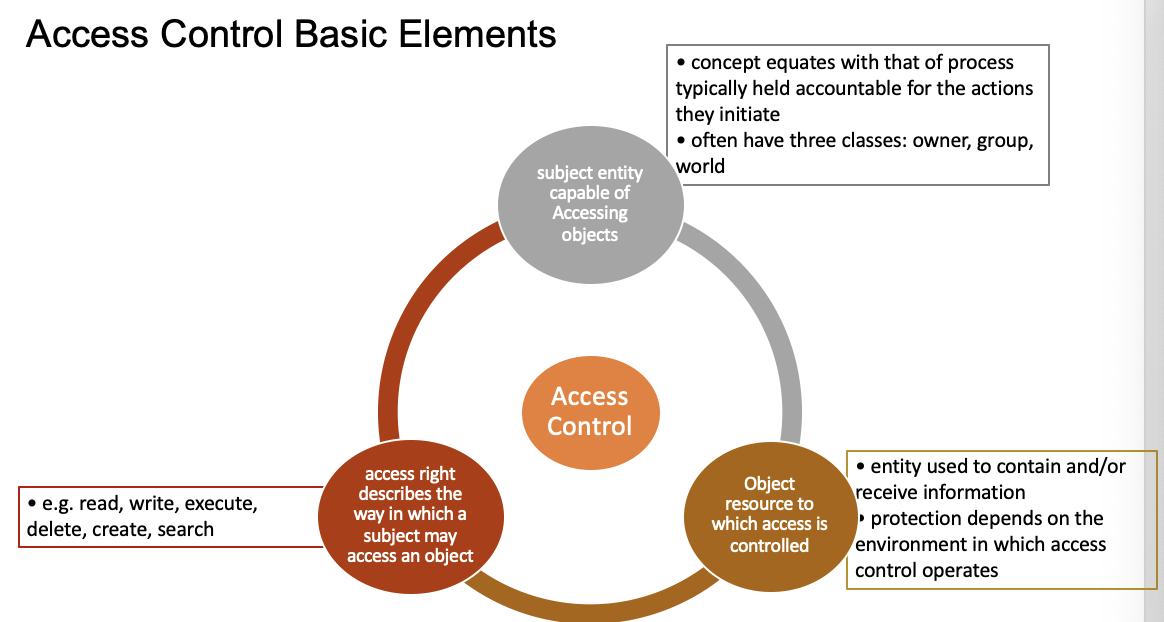 Access Control Basic Elements
• concept equates with that of process
typically held accountable for the actions
they initiate
• often have three classes: owner, group,
world
subject entity
capable of
Accessing
objects
Access
Control
access right
describes the
way in which a
subject may
access an object
• e.g. read, write, execute,
delete, create, search
Object
resource to
which access is
controlled
• entity used to contain and/or
receive information
• protection depends on the
environment in which access
control operates